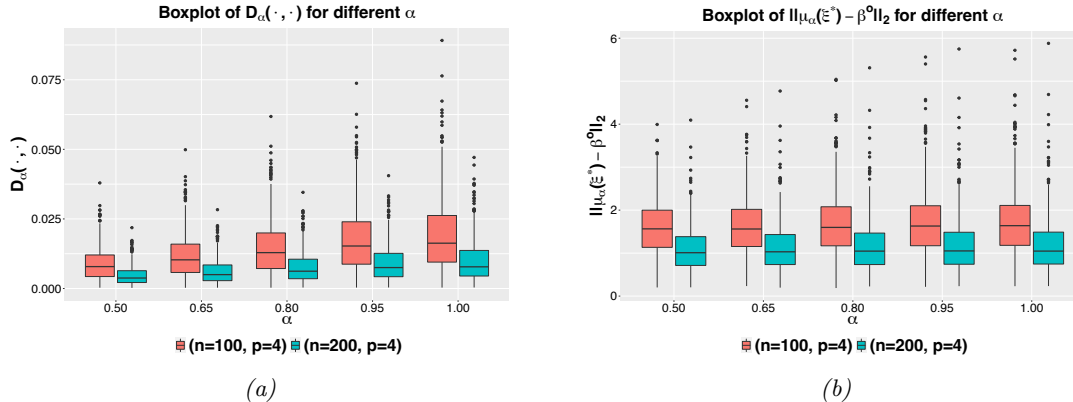 Boxplot of Dα(·,·) for different α
Dα(·,·)
0.075
0.050
0.025
0.000
0.50 0.65 0.80 0.95 1.00
α
(n=100, p=4) (n=200, p=4)
(a)
Boxplot of ||μα(ξ*) − β⁰||₂ for different α
||μα(ξ*) − β⁰||₂
6
4
2
0
0.50 0.65 0.80 0.95 1.00
α
(n=100, p=4) (n=200, p=4)
(b)